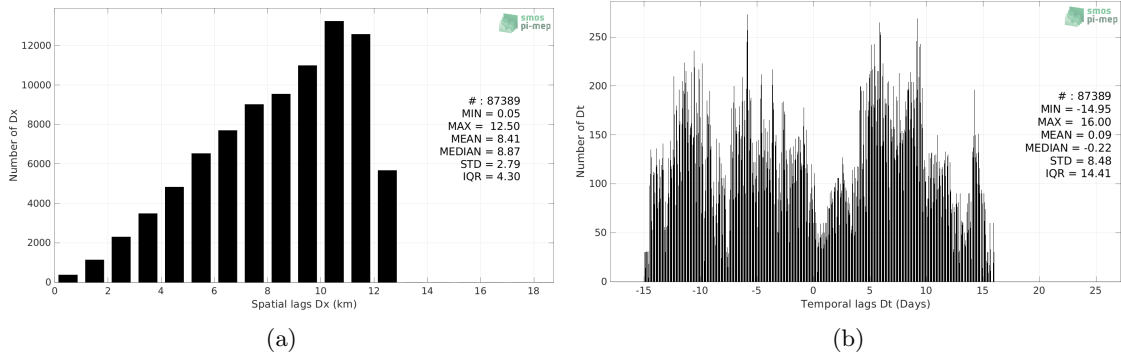 smos
pi-mep
12000
10000
8000
6000
4000
2000
0
Number of Dx
# : 87389
MIN = 0.05
MAX = 12.50
MEAN = 8.41
MEDIAN = 8.87
STD = 2.79
IQR = 4.30
0 2 4 6 8 10 12 14 16 18
Spatial lags Dx (km)
(a)
smos
pi-mep
250
200
150
100
50
0
Number of Dt
# : 87389
MIN = -14.95
MAX = 16.00
MEAN = 0.09
MEDIAN = -0.22
STD = 8.48
IQR = 14.41
-15 -10 -5 0 5 10 15 20 25
Temporal lags Dt (Days)
(b)